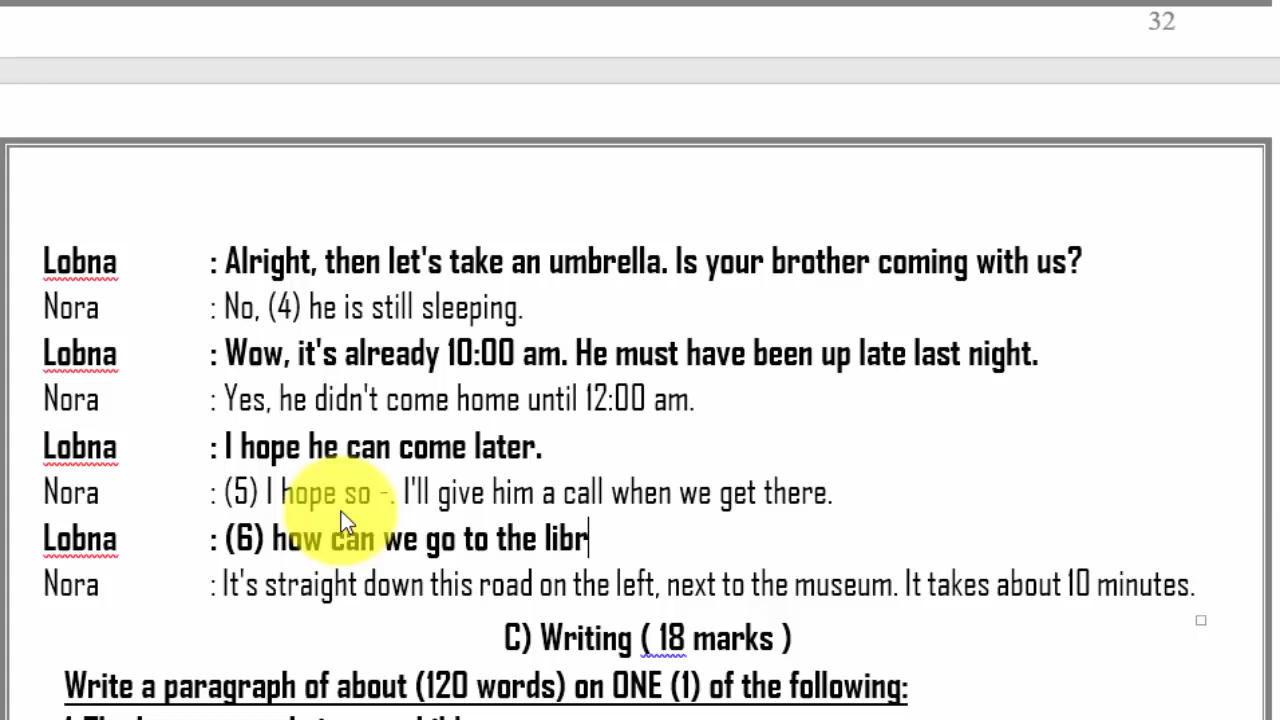 32
Lobna : Alright, then let's take an umbrella. Is your brother coming with us?
Nora : No, (4) he is still sleeping.
Lobna : Wow, it's already 10:00 am. He must have been up late last night.
Nora : Yes, he didn't come home until 12:00 am.
Lobna : I hope he can come later.
Nora : (5) I hope so -. I'll give him a call when we get there.
Lobna : (6) how can we go to the libr
Nora : It's straight down this road on the left, next to the museum. It takes about 10 minutes.
C) Writing ( 18 marks )
Write a paragraph of about (120 words) on ONE (1) of the following: